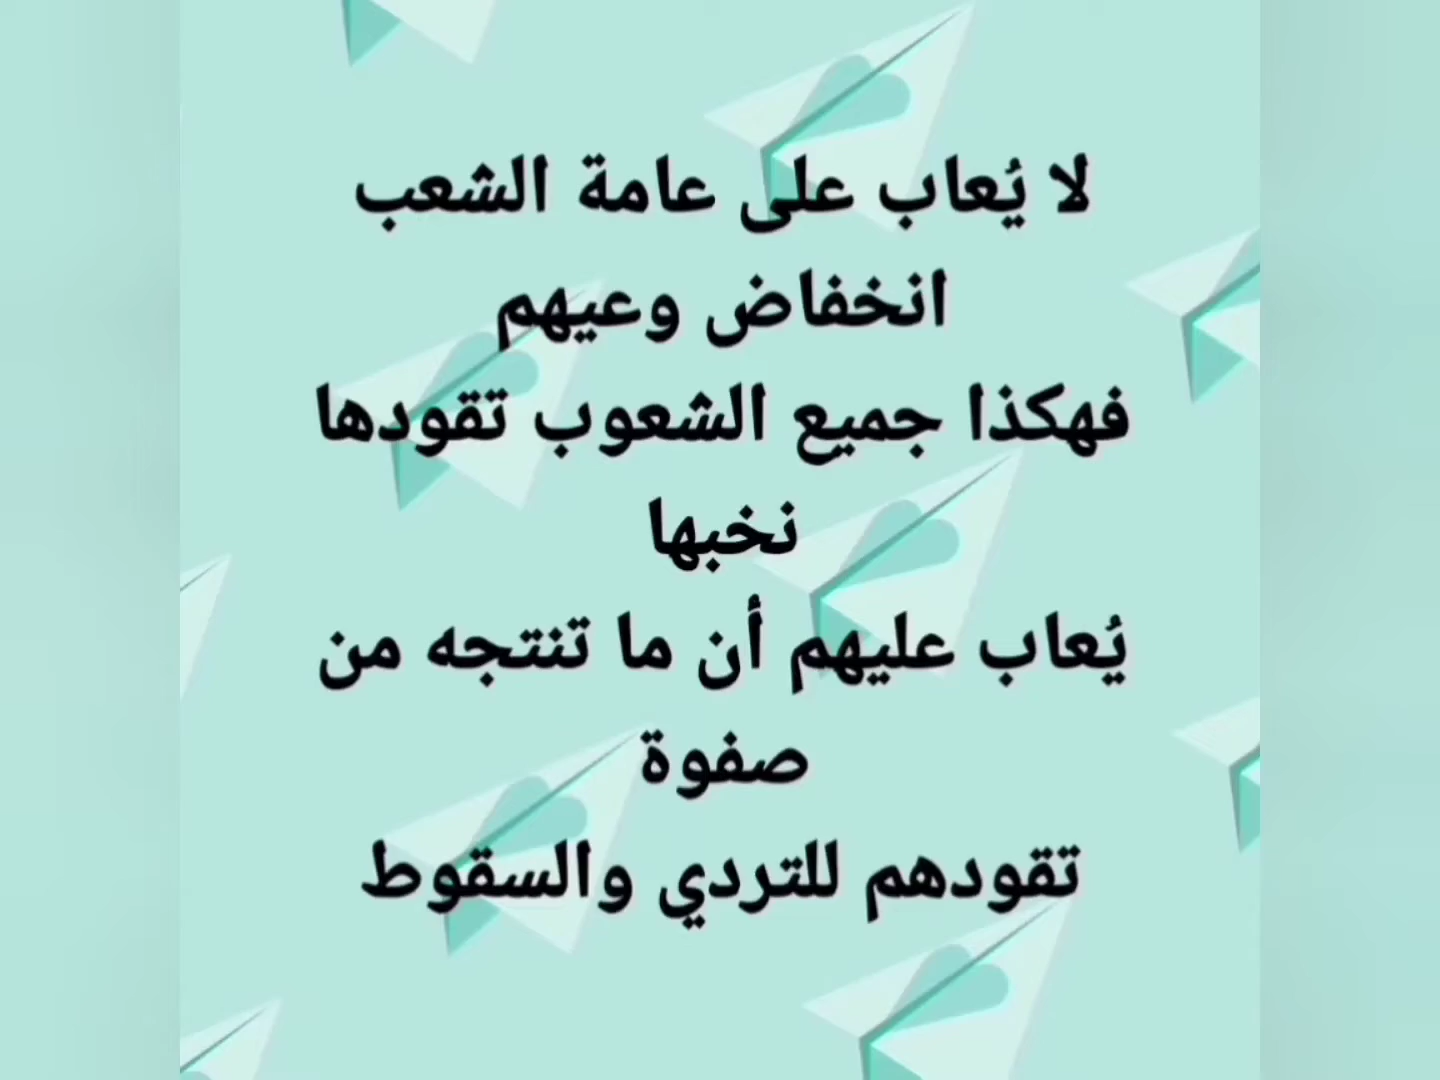 لا يُعاب على عامة الشعب
انخفاض وعيهم
فهكذا جميع الشعوب تقودها
نخبها
يُعاب عليهم أن ما تنتجه من
صفوة
تقودهم للتردي والسقوط